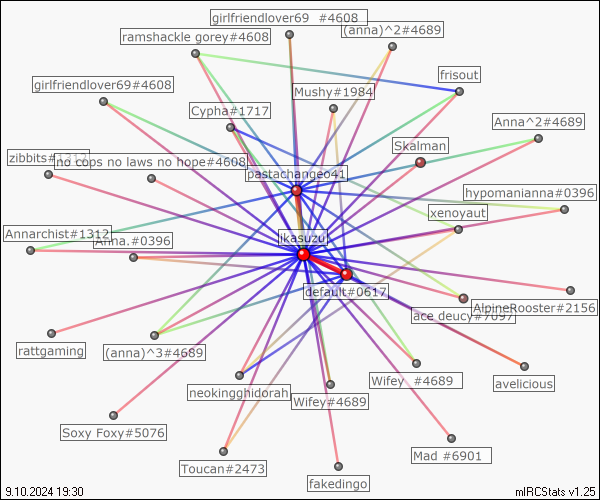 girlfriendlover69 #4608
ramshackle gorey#4608
(anna)^2#4689
frisout
girlfriendlover69#4608
Mushy#1984
Cypha#1717
Anna^2#4689
Skalman
zibbits#1312
no cops no laws no hope#4608
pastachangeo41
hypomanianna#0396
xenoyaut
Annarchist#1312
Anna.#0396
ikasuzu
default#0617
AlpineRooster#2156
ace deucy#7097
rattgaming
(anna)^3#4689
Wifey #4689
avelicious
neokingghidorah
Wifey#4689
Soxy Foxy#5076
Mad #6901
Toucan#2473
fakedingo
9.10.2024 19:30
mIRCStats v1.25